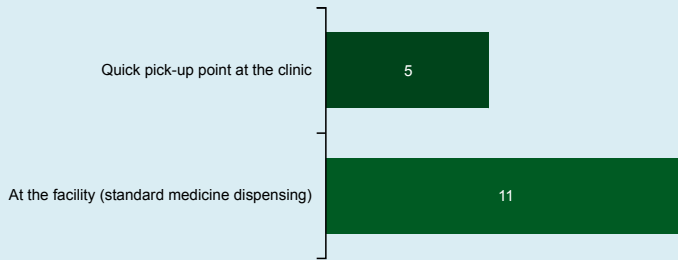 Quick pick-up point at the clinic
5
At the facility (standard medicine dispensing)
11